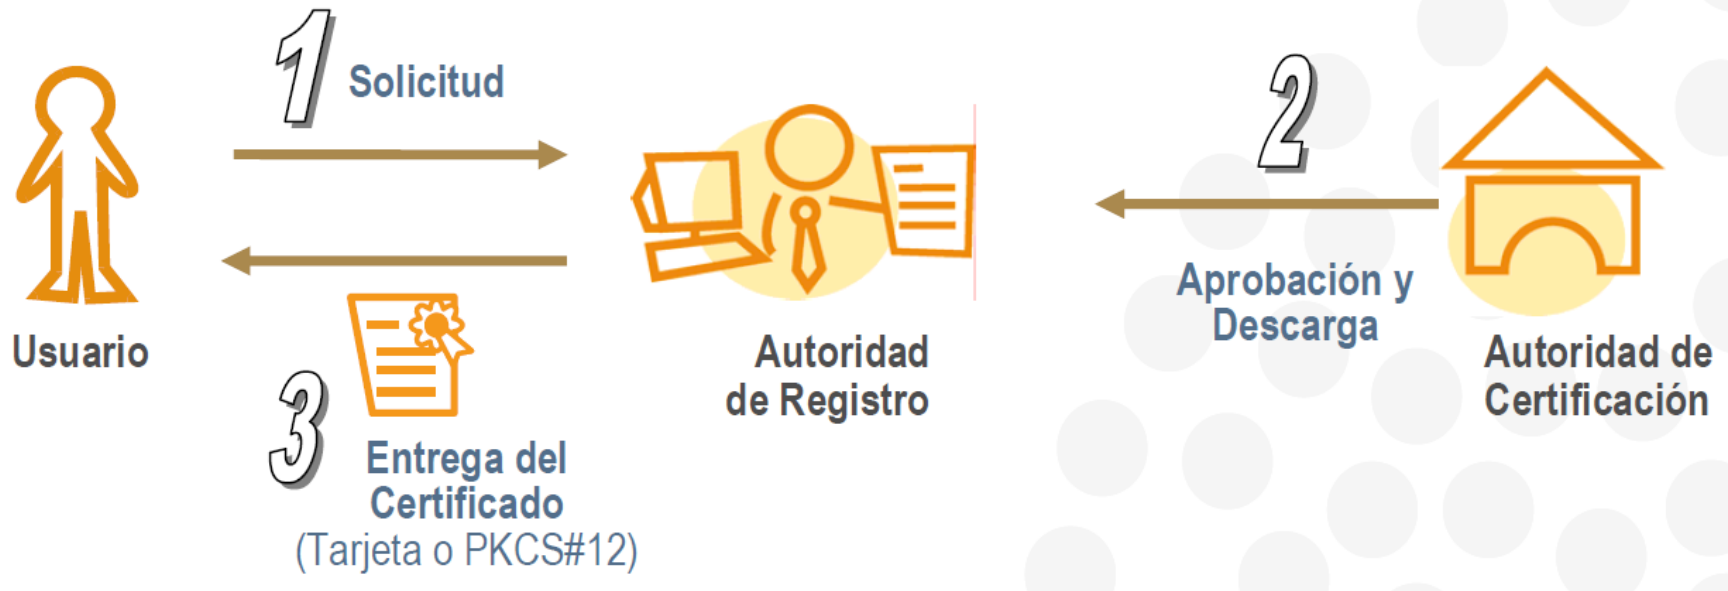 1
Solicitud
2
Aprobación y
Descarga
Usuario
Autoridad
de Registro
Autoridad de
Certificación
3
Entrega del
Certificado
(Tarjeta o PKCS#12)